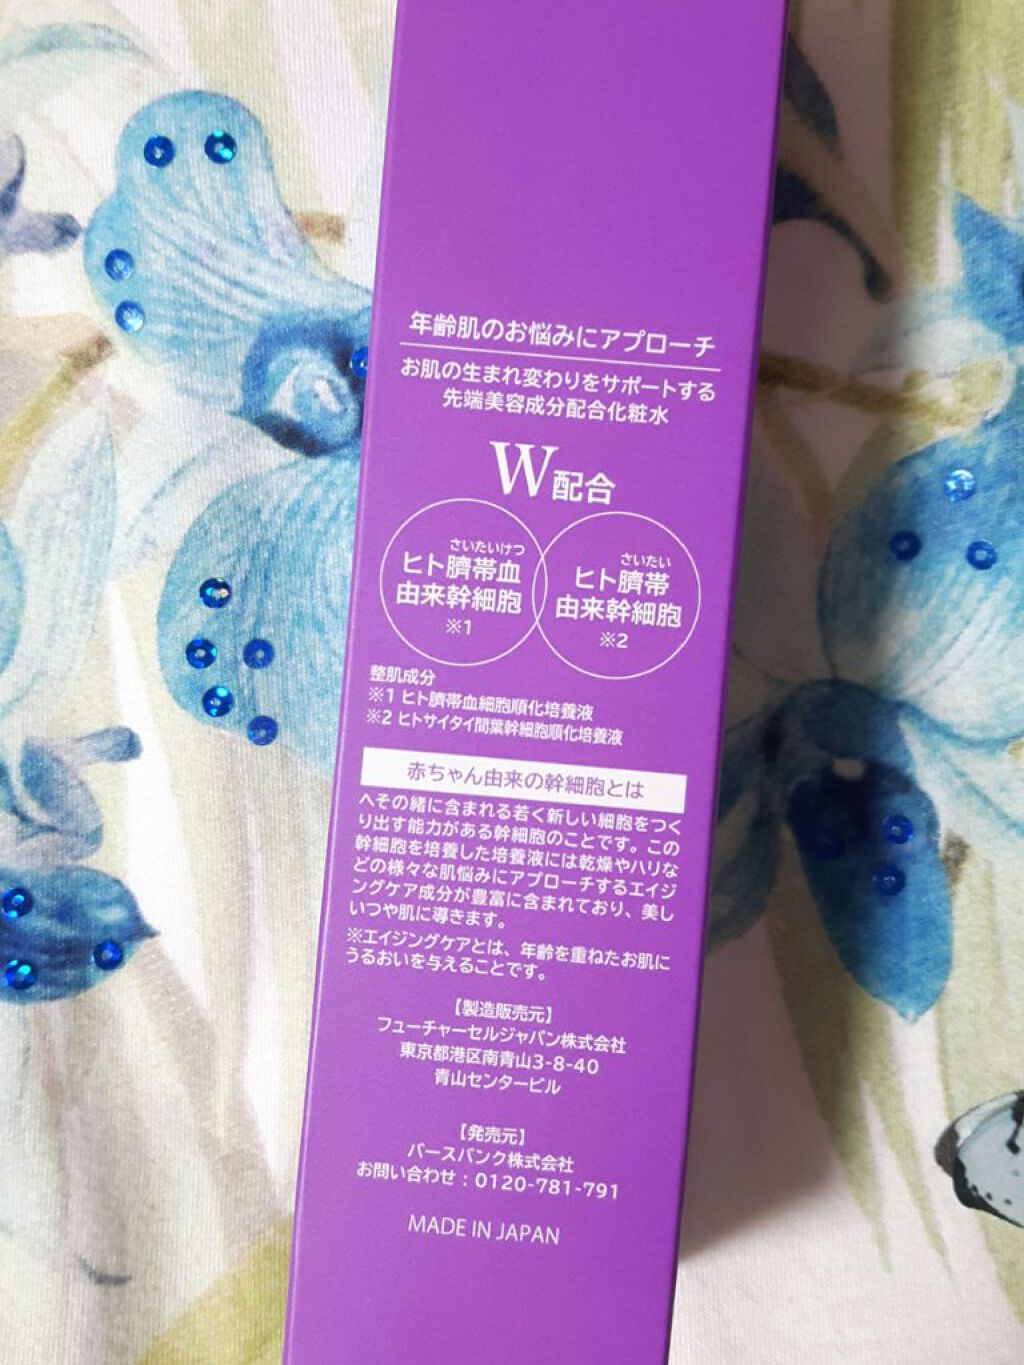 年齢肌のお悩みにアプローチ
お肌の生まれ変わりをサポートする
先端美容成分配合化粧水
W配合
さいたいけつ
ヒト臍帯血
由来幹細胞
※1
さいたい
ヒト臍帯
由来幹細胞
※2
整肌成分
※1 ヒト臍帯血細胞順化培養液
※2 ヒトサイタイ間葉幹細胞順化培養液
赤ちゃん由来の幹細胞とは
へその緒に含まれる若く新しい細胞をつく
り出す能力がある幹細胞のことです。この
幹細胞を培養した培養液には乾燥やハリな
どの様々な肌悩みにアプローチするエイジ
ングケア成分が豊富に含まれており、美し
いつや肌に導きます。
※エイジングケアとは、年齢を重ねたお肌に
うるおいを与えることです。
【製造販売元】
フューチャーセルジャパン株式会社
東京都港区南青山3-8-40
青山センタービル
【発売元】
バースバンク株式会社
お問い合わせ：0120-781-791
MADE IN JAPAN